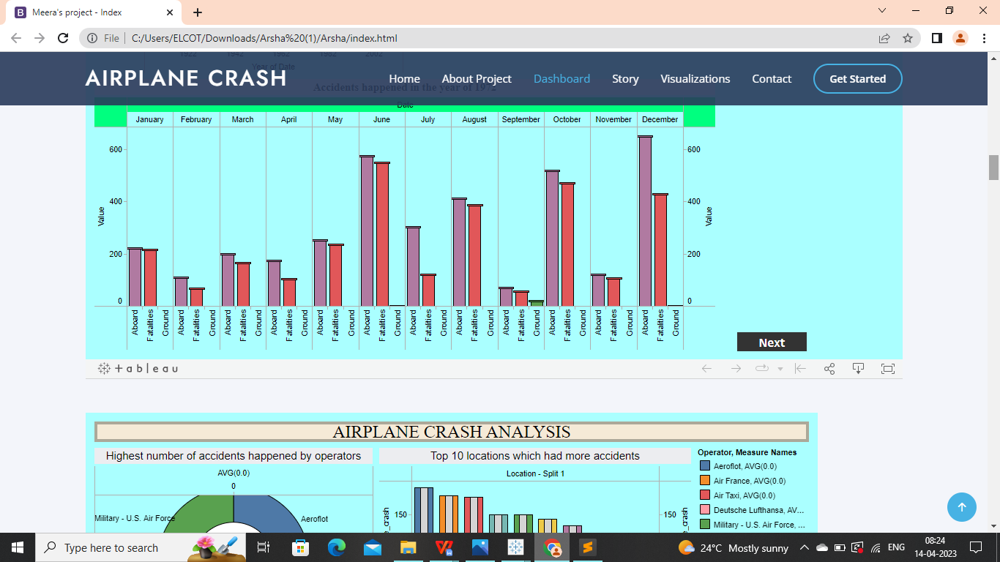 Meera's project - Index
File C:/Users/ELCOT/Downloads/Arsha%20(1)/Arsha/index.html
1922 1942 1962 1982 2002
Year of Date
AIRPLANE CRASH Home About Project Dashboard Story Visualizations Contact Get Started
Accidents happened in the year of 1972
Date
January February March April May June July August September October November December
600 600
400 400
Value Value
200 200
0 0
Aboard Fatalities Ground Aboard Fatalities Ground Aboard Fatalities Ground Aboard Fatalities Ground Aboard Fatalities Ground Aboard Fatalities Ground Aboard Fatalities Ground Aboard Fatalities Ground Aboard Fatalities Ground Aboard Fatalities Ground Aboard Fatalities Ground Aboard Fatalities Ground
Next
+ableau
AIRPLANE CRASH ANALYSIS
Highest number of accidents happened by operators
AVG(0.0)
0
Military - U.S. Air Force
Aeroflot
Top 10 locations which had more accidents
Location - Split 1
150 150
e_crash e_crash
Operator, Measure Names
Aeroflot, AVG(0.0)
Air France, AVG(0.0)
Air Taxi, AVG(0.0)
Deutsche Lufthansa, AV...
Military - U.S. Air Force, ...
Type here to search
24°C Mostly sunny
ENG
08:24
14-04-2023